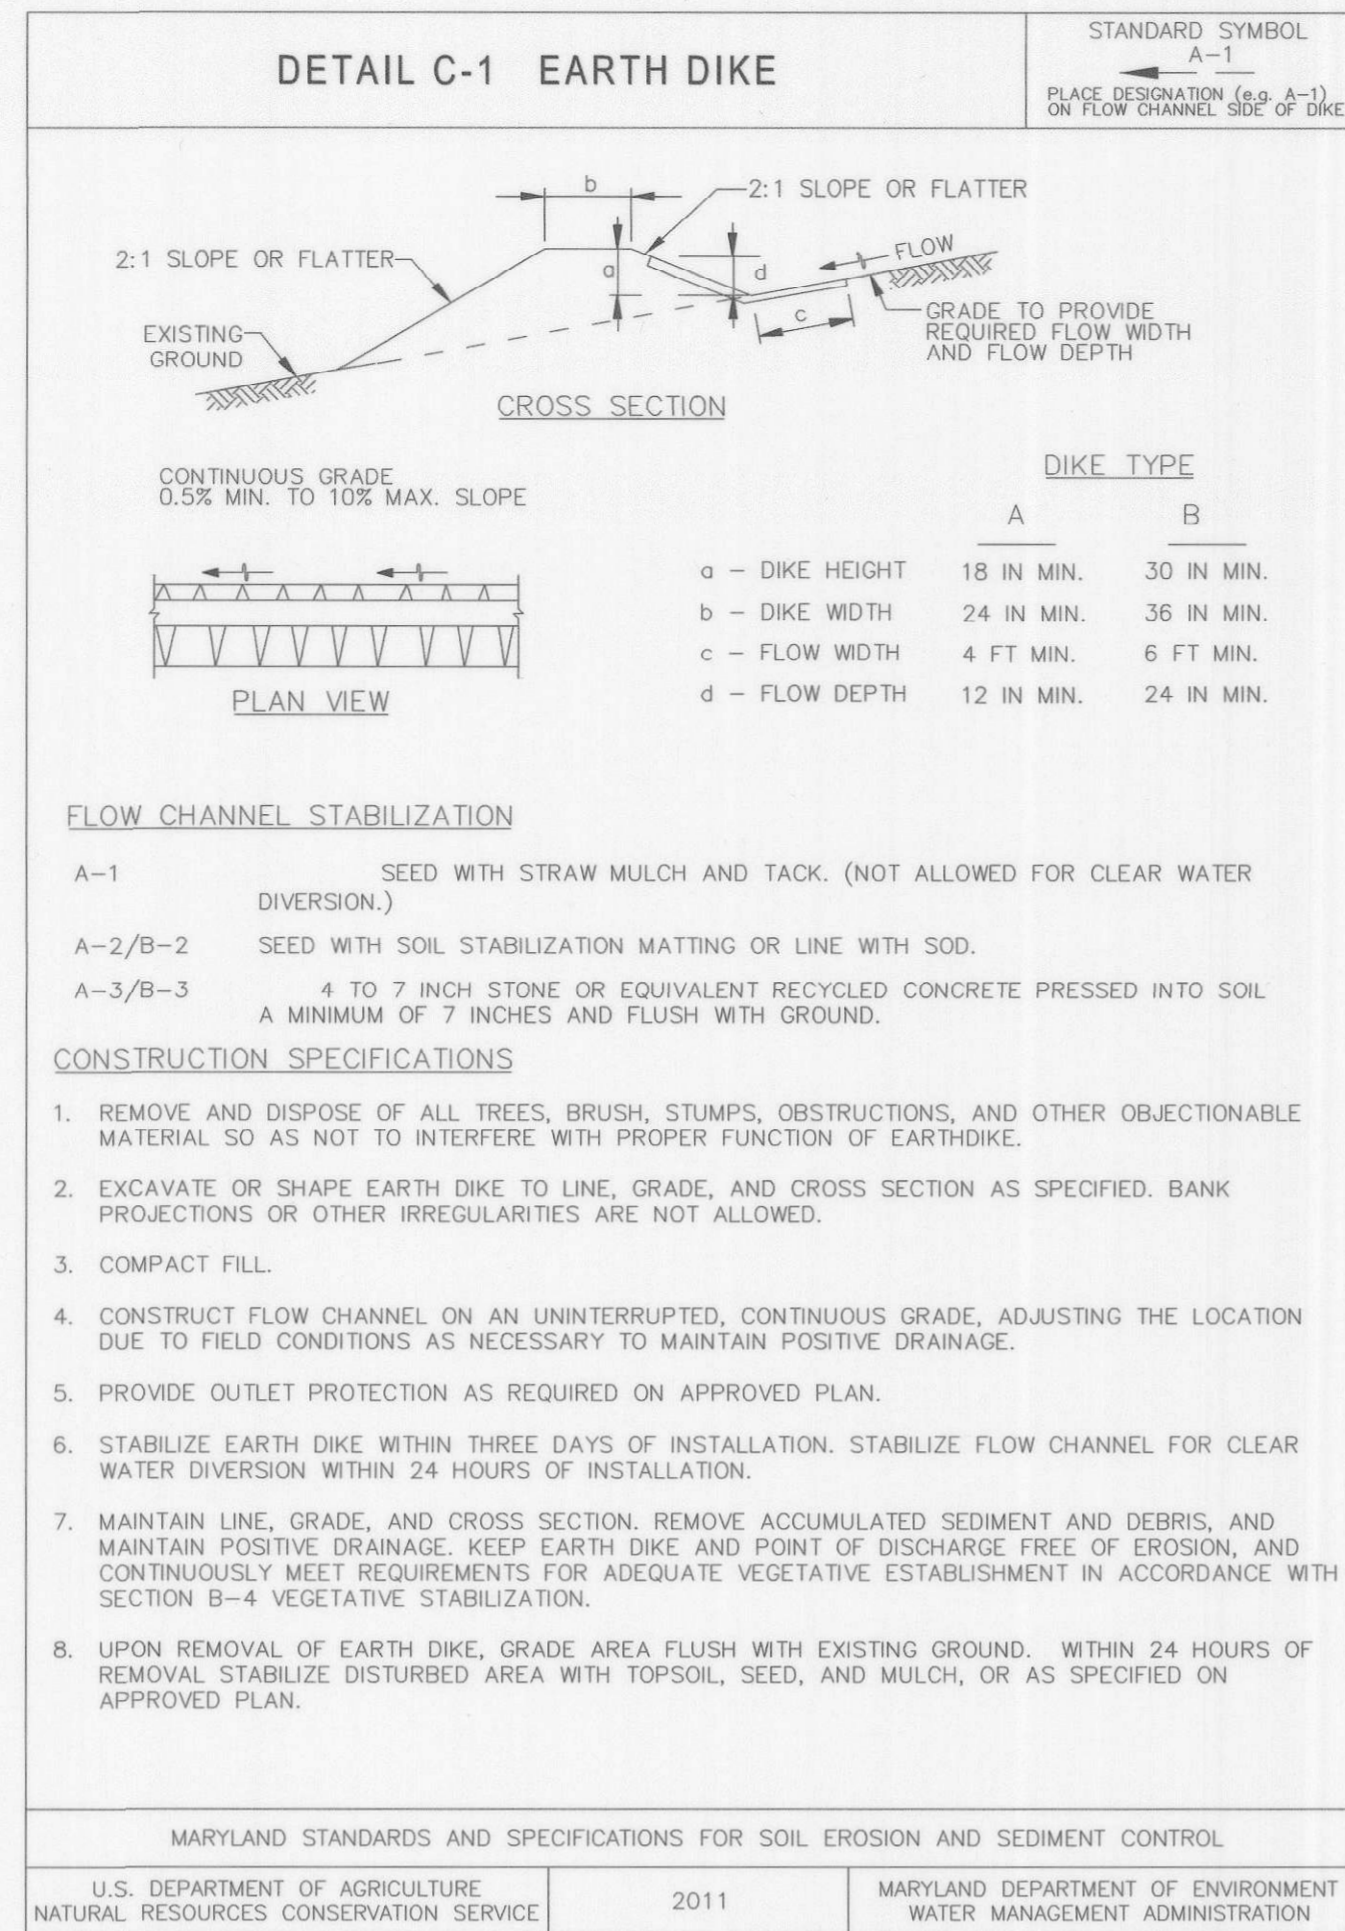 DETAIL C-1 EARTH DIKE
STANDARD SYMBOL
A-1
PLACE DESIGNATION (e.g. A-1)
ON FLOW CHANNEL SIDE OF DIKE
b
2:1 SLOPE OR FLATTER
2:1 SLOPE OR FLATTER
a
d
FLOW
EXISTING
GROUND
c
GRADE TO PROVIDE
REQUIRED FLOW WIDTH
AND FLOW DEPTH
CROSS SECTION
CONTINUOUS GRADE
0.5% MIN. TO 10% MAX. SLOPE
PLAN VIEW
DIKE TYPE
A B
a - DIKE HEIGHT 18 IN MIN. 30 IN MIN.
b - DIKE WIDTH 24 IN MIN. 36 IN MIN.
c - FLOW WIDTH 4 FT MIN. 6 FT MIN.
d - FLOW DEPTH 12 IN MIN. 24 IN MIN.
FLOW CHANNEL STABILIZATION
A-1 SEED WITH STRAW MULCH AND TACK. (NOT ALLOWED FOR CLEAR WATER
DIVERSION.)
A-2/B-2 SEED WITH SOIL STABILIZATION MATTING OR LINE WITH SOD.
A-3/B-3 4 TO 7 INCH STONE OR EQUIVALENT RECYCLED CONCRETE PRESSED INTO SOIL
A MINIMUM OF 7 INCHES AND FLUSH WITH GROUND.
CONSTRUCTION SPECIFICATIONS
1. REMOVE AND DISPOSE OF ALL TREES, BRUSH, STUMPS, OBSTRUCTIONS, AND OTHER OBJECTIONABLE
MATERIAL SO AS NOT TO INTERFERE WITH PROPER FUNCTION OF EARTHDIKE.
2. EXCAVATE OR SHAPE EARTH DIKE TO LINE, GRADE, AND CROSS SECTION AS SPECIFIED. BANK
PROJECTIONS OR OTHER IRREGULARITIES ARE NOT ALLOWED.
3. COMPACT FILL.
4. CONSTRUCT FLOW CHANNEL ON AN UNINTERRUPTED, CONTINUOUS GRADE, ADJUSTING THE LOCATION
DUE TO FIELD CONDITIONS AS NECESSARY TO MAINTAIN POSITIVE DRAINAGE.
5. PROVIDE OUTLET PROTECTION AS REQUIRED ON APPROVED PLAN.
6. STABILIZE EARTH DIKE WITHIN THREE DAYS OF INSTALLATION. STABILIZE FLOW CHANNEL FOR CLEAR
WATER DIVERSION WITHIN 24 HOURS OF INSTALLATION.
7. MAINTAIN LINE, GRADE, AND CROSS SECTION. REMOVE ACCUMULATED SEDIMENT AND DEBRIS, AND
MAINTAIN POSITIVE DRAINAGE. KEEP EARTH DIKE AND POINT OF DISCHARGE FREE OF EROSION, AND
CONTINUOUSLY MEET REQUIREMENTS FOR ADEQUATE VEGETATIVE ESTABLISHMENT IN ACCORDANCE WITH
SECTION B-4 VEGETATIVE STABILIZATION.
8. UPON REMOVAL OF EARTH DIKE, GRADE AREA FLUSH WITH EXISTING GROUND. WITHIN 24 HOURS OF
REMOVAL STABILIZE DISTURBED AREA WITH TOPSOIL, SEED, AND MULCH, OR AS SPECIFIED ON
APPROVED PLAN.
MARYLAND STANDARDS AND SPECIFICATIONS FOR SOIL EROSION AND SEDIMENT CONTROL
U.S. DEPARTMENT OF AGRICULTURE
NATURAL RESOURCES CONSERVATION SERVICE
2011
MARYLAND DEPARTMENT OF ENVIRONMENT
WATER MANAGEMENT ADMINISTRATION